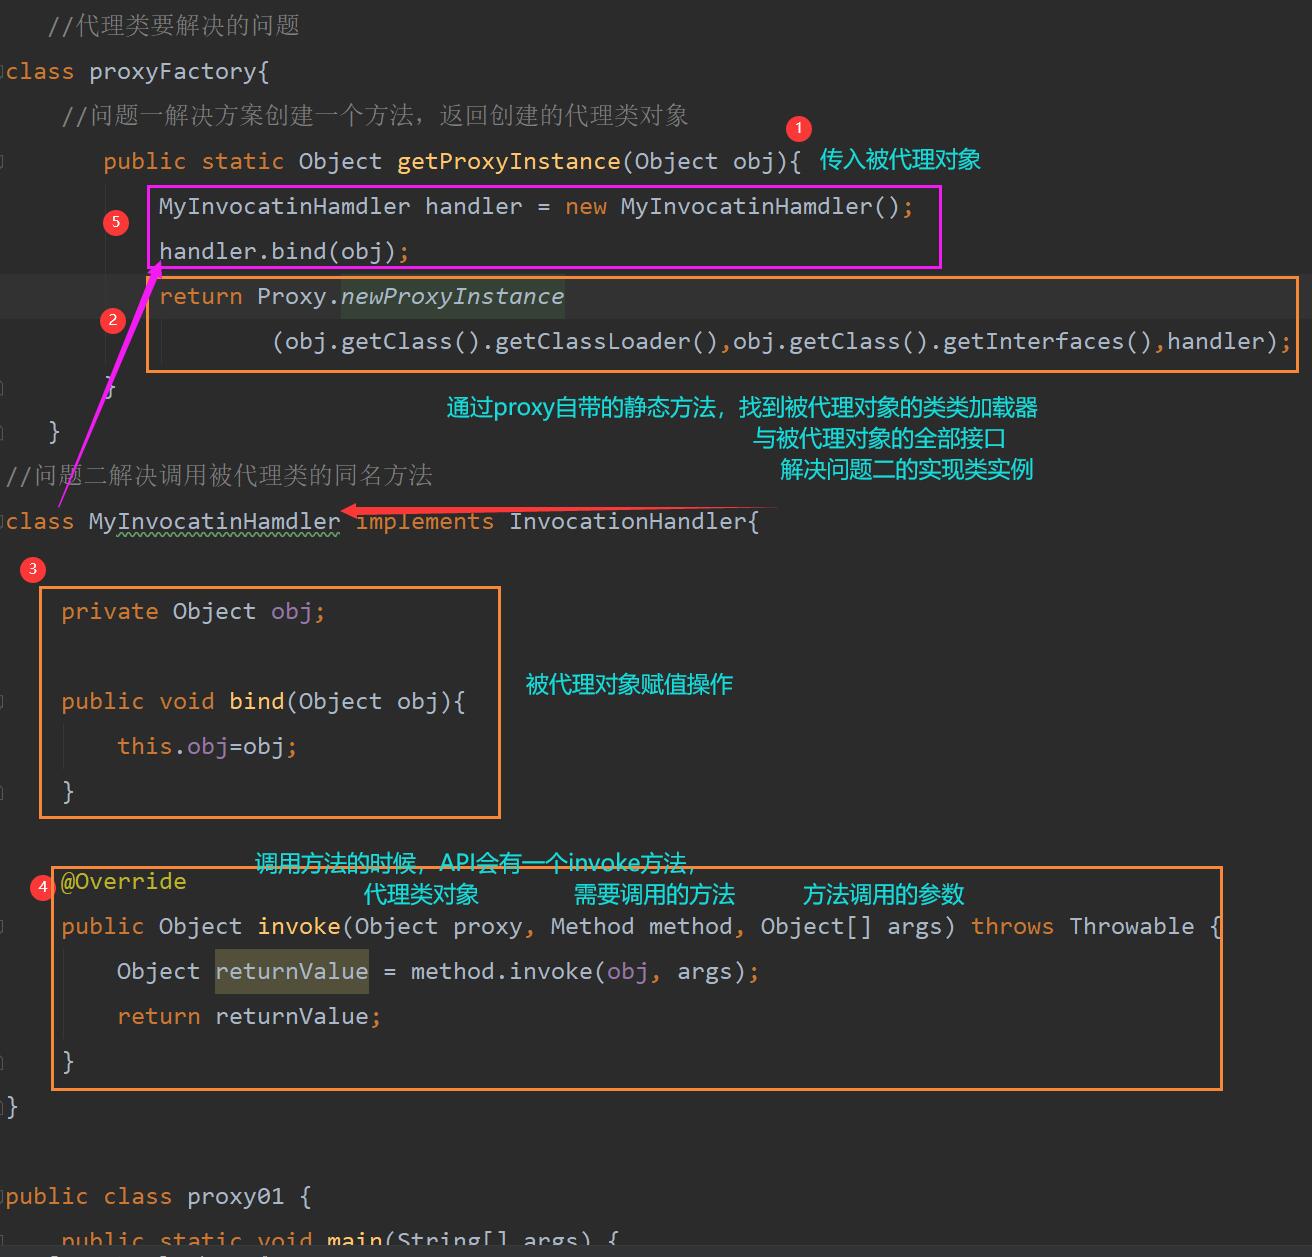 //代理类要解决的问题
class proxyFactory{
//问题一解决方案创建一个方法，返回创建的代理类对象
1
public static Object getProxyInstance(Object obj){ 传入被代理对象
MyInvocatinHamdler handler = new MyInvocatinHamdler();
5
handler.bind(obj);
return Proxy.newProxyInstance
2
(obj.getClass().getClassLoader(),obj.getClass().getInterfaces(),handler);
}
通过proxy自带的静态方法，找到被代理对象的类类加载器
}
与被代理对象的全部接口
解决问题二的实现类实例
//问题二解决调用被代理类的同名方法
class MyInvocatinHamdler implements InvocationHandler{
3
private Object obj;
被代理对象赋值操作
public void bind(Object obj){
this.obj=obj;
}
调用方法的时候，API会有一个invoke方法，
4
@Override
代理类对象 需要调用的方法 方法调用的参数
public Object invoke(Object proxy, Method method, Object[] args) throws Throwable {
Object returnValue = method.invoke(obj, args);
return returnValue;
}
}
public class proxy01 {
public static void main(String[] args) {